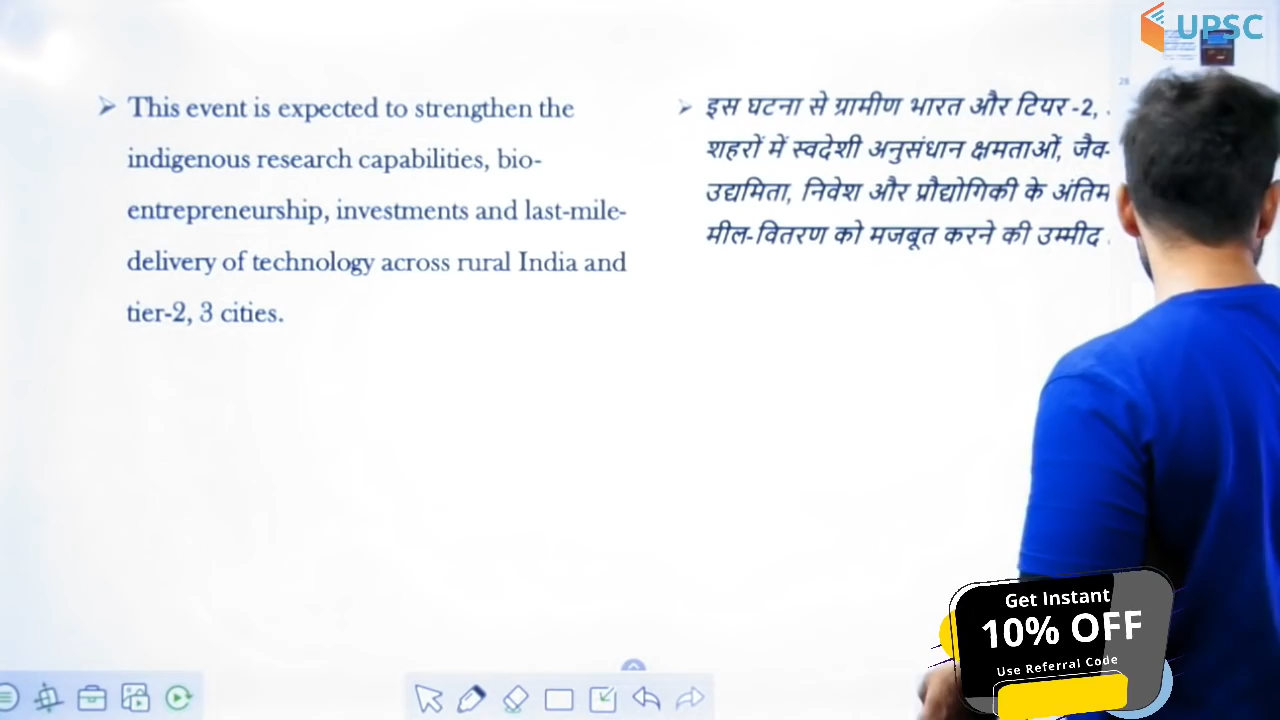 UPSC
28
➤ This event is expected to strengthen the
indigenous research capabilities, bio-
entrepreneurship, investments and last-mile-
delivery of technology across rural India and
tier-2, 3 cities.
➤ इस घटना से ग्रामीण भारत और टियर -2,
शहरों में स्वदेशी अनुसंधान क्षमताओं, जैव-
उद्यमिता, निवेश और प्रौद्योगिकी के अंतिम
मील-वितरण को मजबूत करने की उम्मीद
Get Instant
10% OFF
Use Referral Code